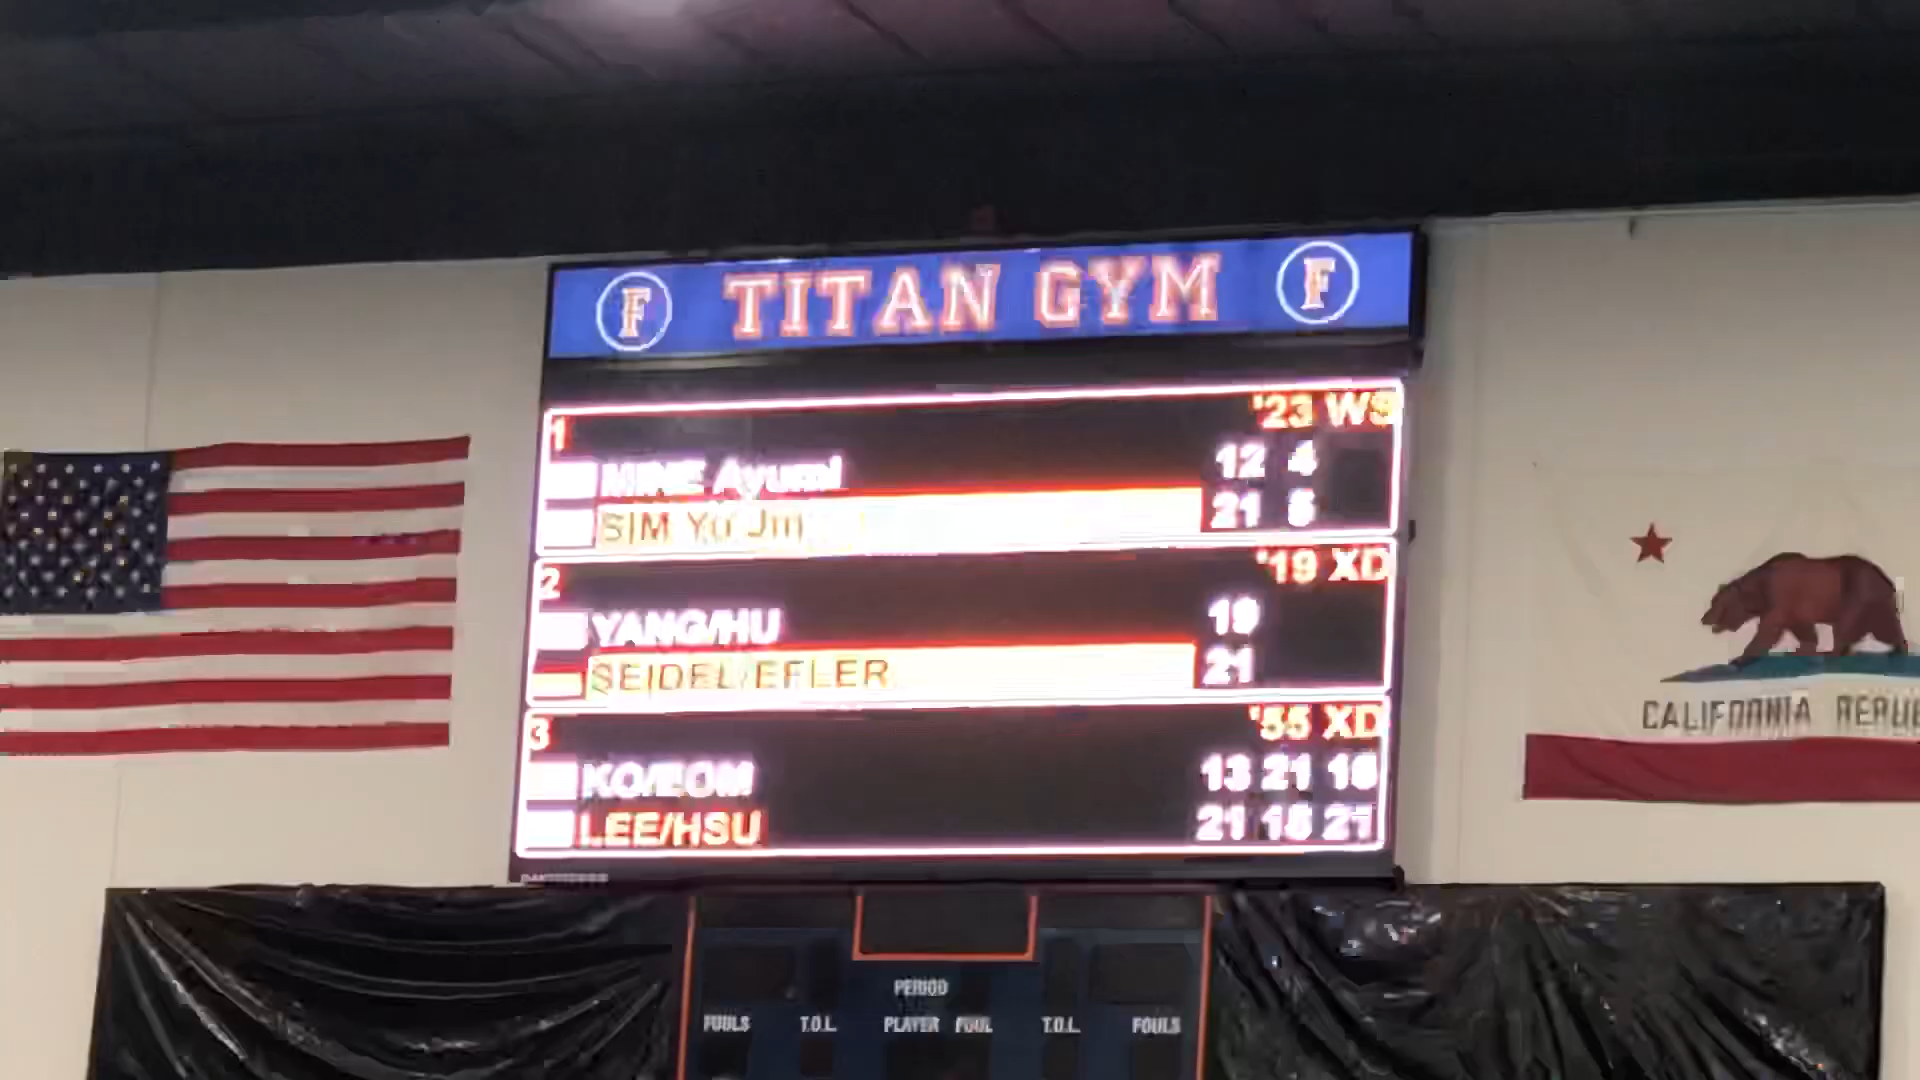 F TITAN GYM F
1 '23 WS
MINE Ayumi 12 4
SIM Yu Jin 21 5
2 '19 XD
YANG/HU 19
SEIDEL/EFLER 21
3 '55 XD
KO/EOM 13 21 16
LEE/HSU 21 18 21
CALIFORNIA REPUB
PERIOD
FOULS T.O.L. PLAYER FOUL T.O.L. FOULS